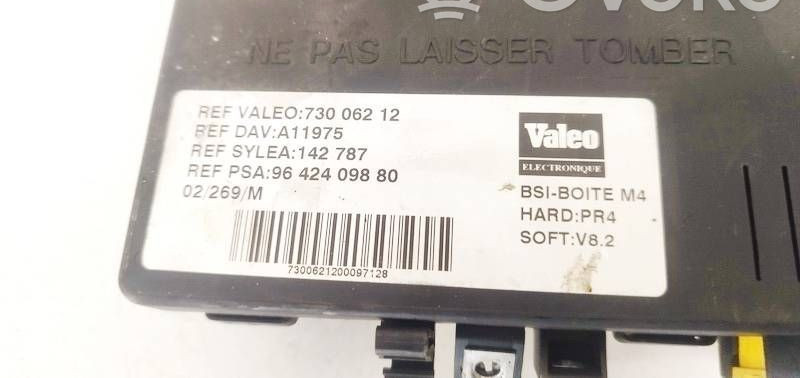 NE PAS LAISSER TOMBER
REF VALEO:730 062 12
REF DAV:A11975
REF SYLEA:142 787
REF PSA:96 424 098 80
02/269/M
7300621200097128
Valeo
ELECTRONIQUE
BSI-BOITE M4
HARD:PR4
SOFT:V8.2